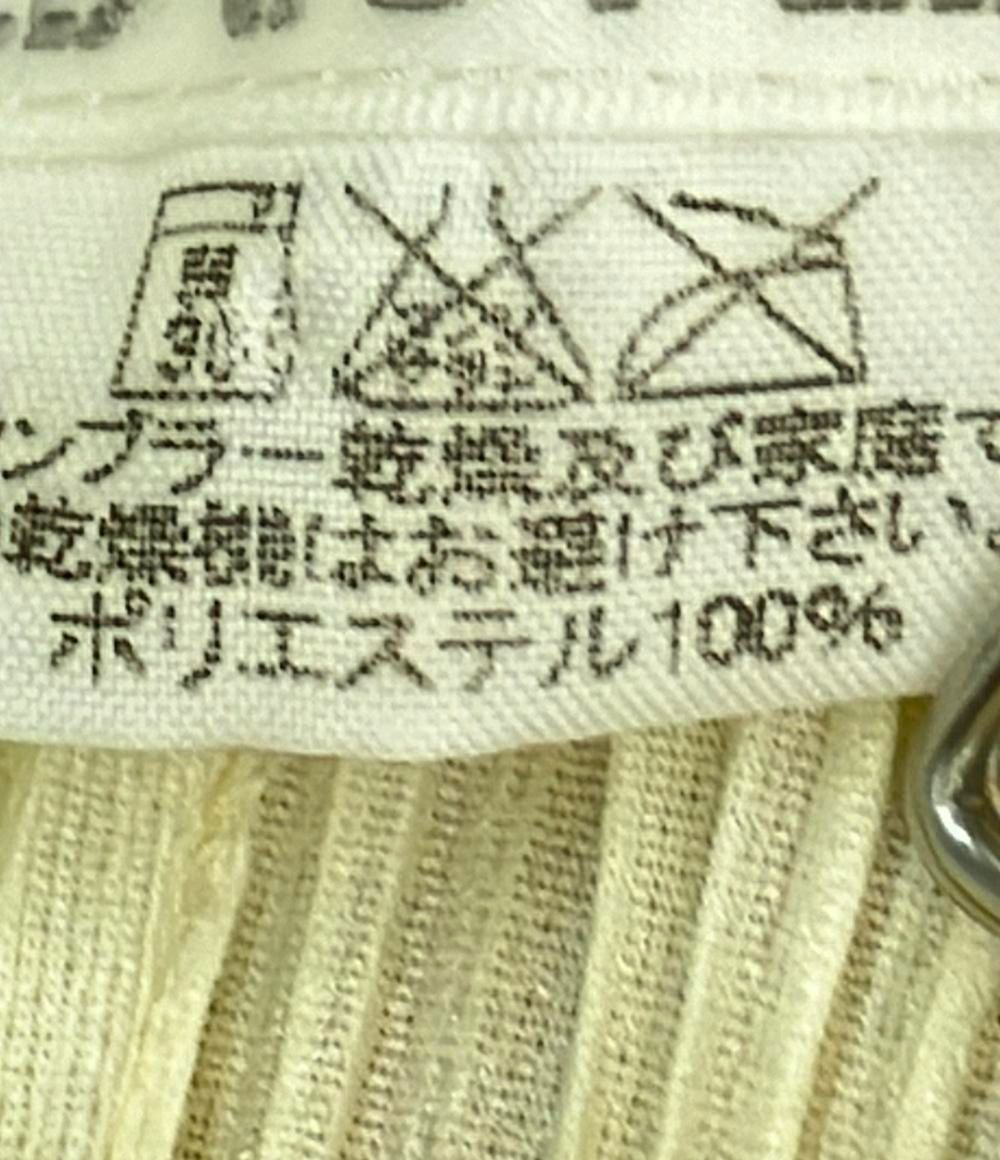 ンブラー乾燥及び家庭
乾燥機はお避け下さい。
ポリエステル100%